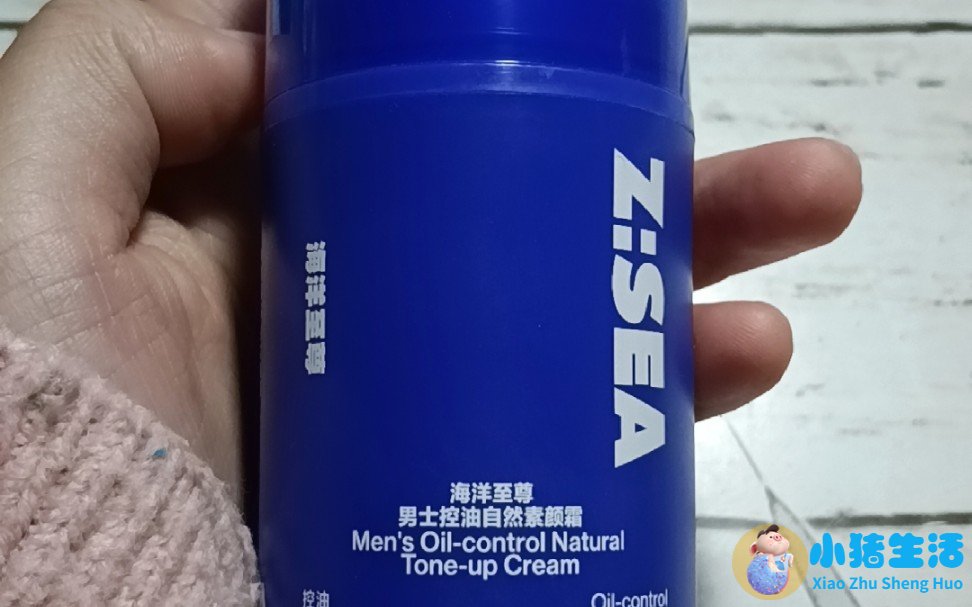 Z:SEA
海洋至尊
海洋至尊
男士控油自然素颜霜
Men's Oil-control Natural
Tone-up Cream
控油
Oil-control
小猪生活
Xiao Zhu Sheng Huo